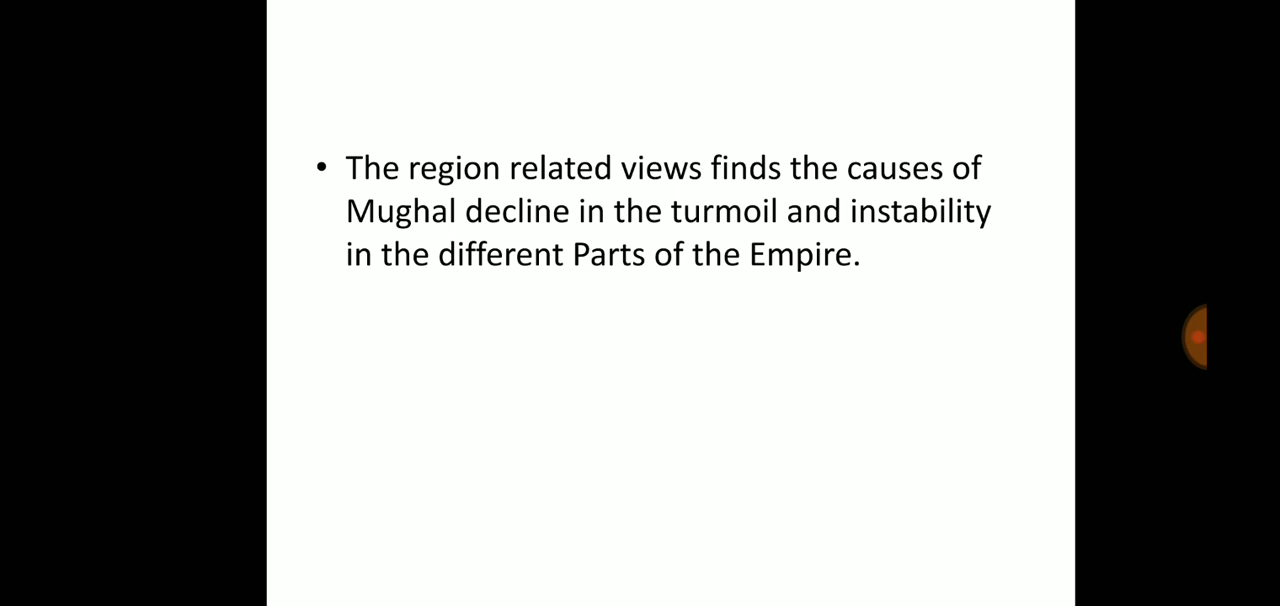 • The region related views finds the causes of
Mughal decline in the turmoil and instability
in the different Parts of the Empire.